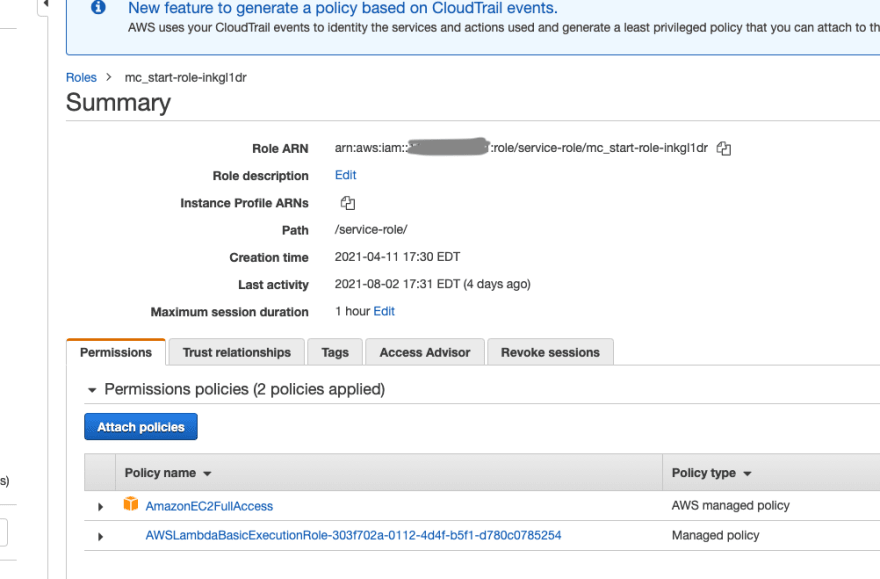 New feature to generate a policy based on CloudTrail events.
AWS uses your CloudTrail events to identify the services and actions used and generate a least privileged policy that you can attach to th
Roles > mc_start-role-inkgl1dr
Summary
Role ARN arn:aws:iam:: :role/service-role/mc_start-role-inkgl1dr
Role description Edit
Instance Profile ARNs
Path /service-role/
Creation time 2021-04-11 17:30 EDT
Last activity 2021-08-02 17:31 EDT (4 days ago)
Maximum session duration 1 hour Edit
Permissions Trust relationships Tags Access Advisor Revoke sessions
Permissions policies (2 policies applied)
Attach policies
s)
Policy name Policy type
AmazonEC2FullAccess AWS managed policy
AWSLambdaBasicExecutionRole-303f702a-0112-4d4f-b5f1-d780c0785254 Managed policy